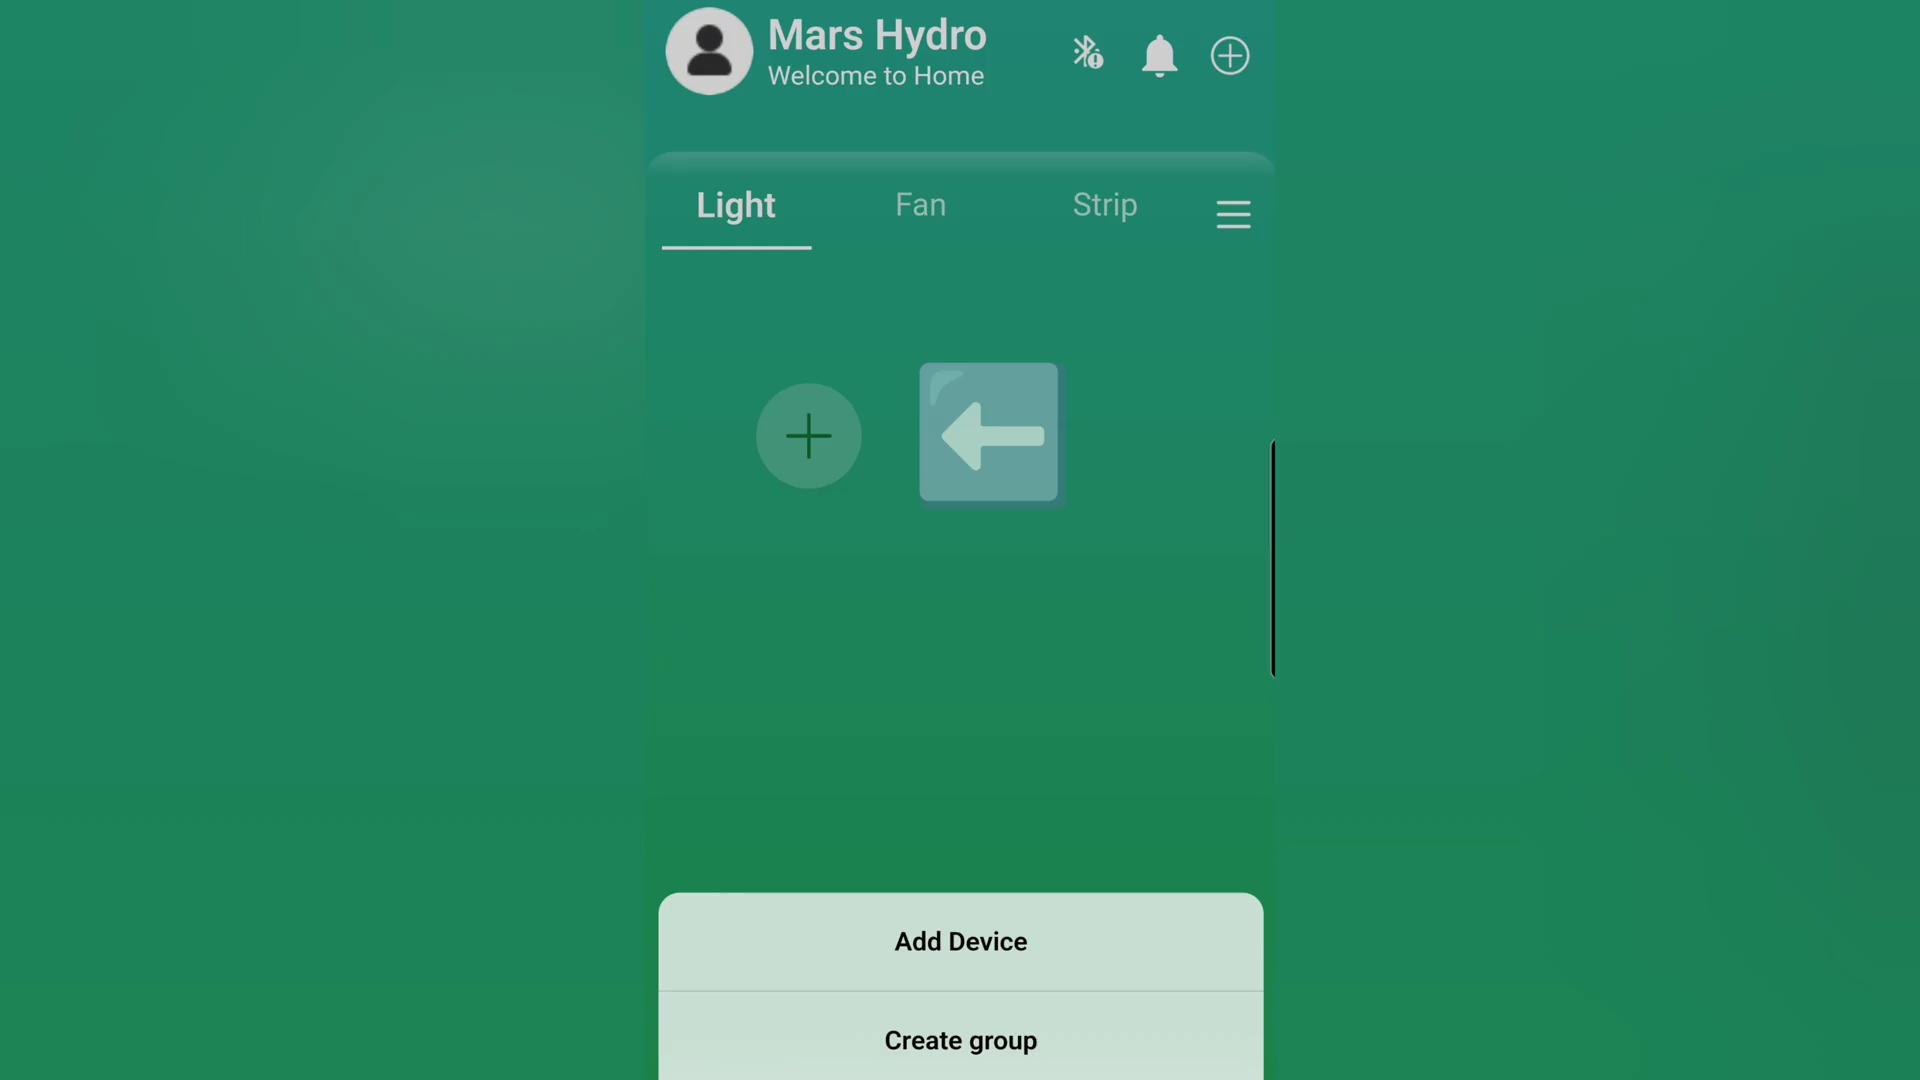 Mars Hydro
Welcome to Home
Light
Fan
Strip
Add Device
Create group